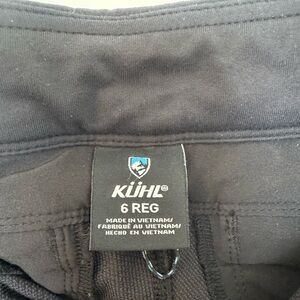 KÜHL®
6 REG
MADE IN VIETNAM/
FABRIQUÉ AU VIETNAM/
HECHO EN VIETNAM